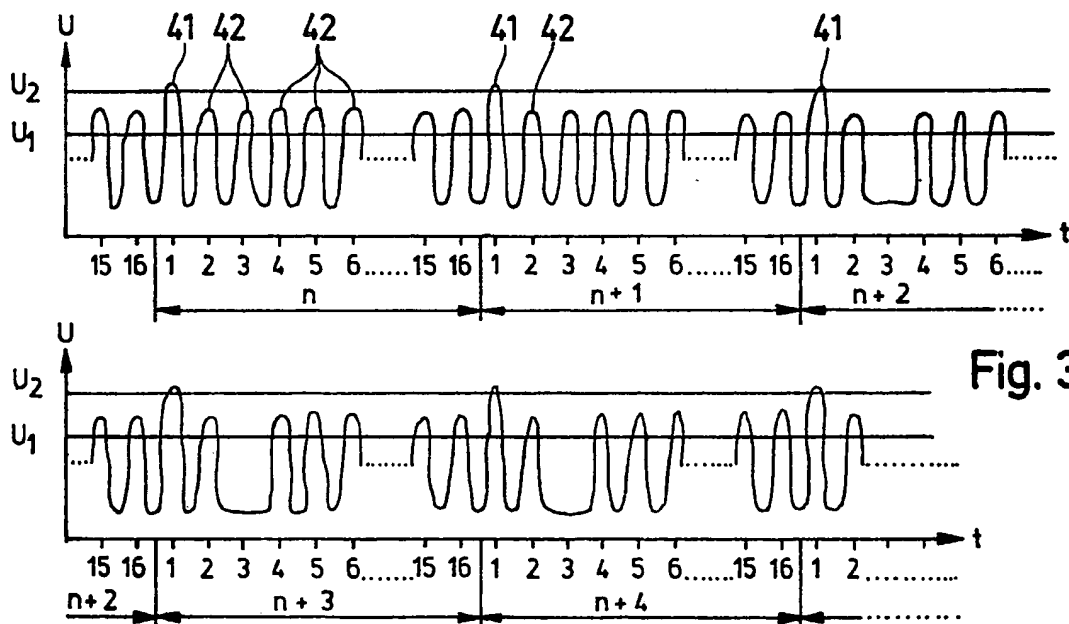 U 41 42 42 41 42 41
U2
U1
t
15 16 1 2 3 4 5 6 ...... 15 16 1 2 3 4 5 6 ...... 15 16 1 2 3 4 5 6 ......
n n + 1 n + 2
U
U2
Fig. 3
U1
t
15 16 1 2 3 4 5 6 ...... 15 16 1 2 3 4 5 6 ...... 15 16 1 2 ......
n+2 n + 3 n + 4